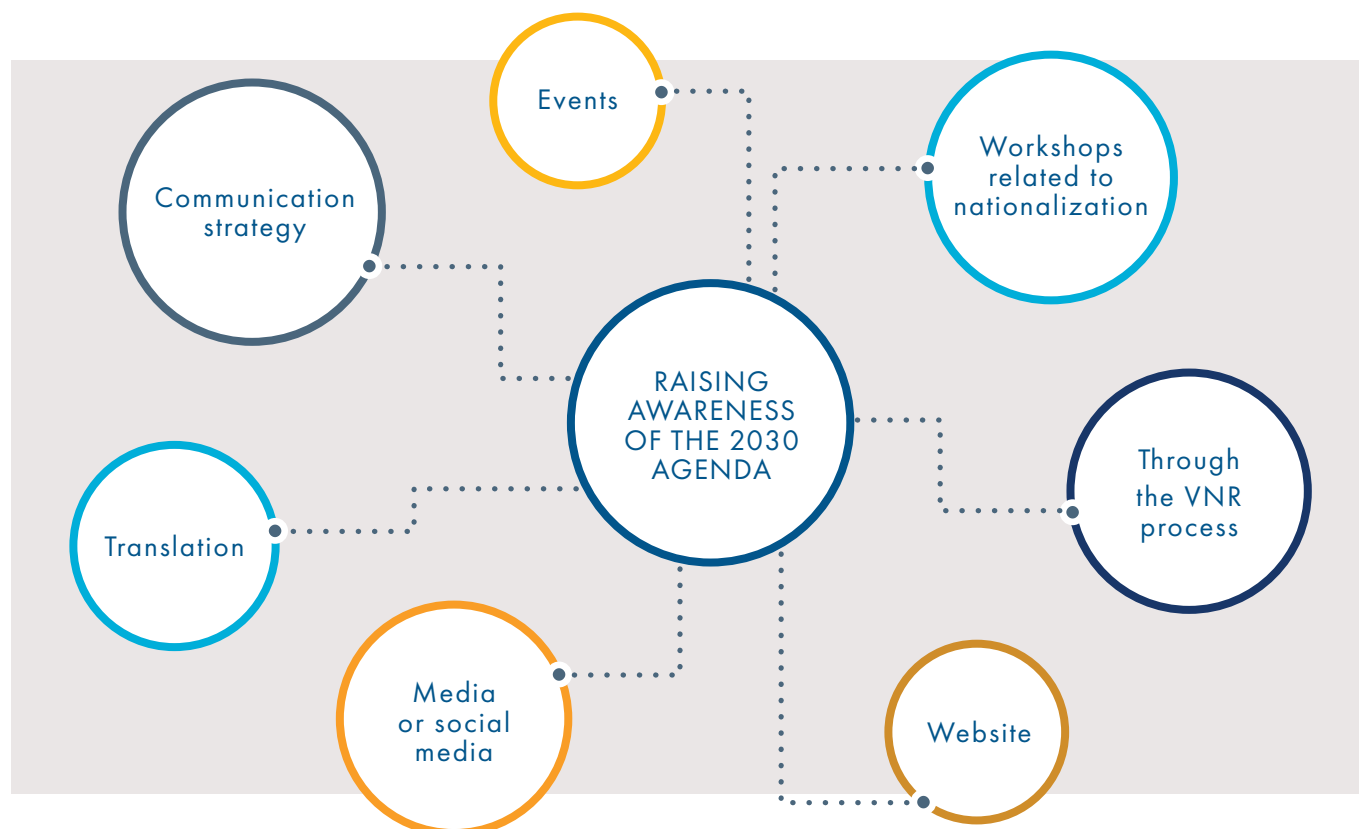 Events
Workshops
related to
nationalization
Communication
strategy
RAISING
AWARENESS
OF THE 2030
AGENDA
Through
the VNR
process
Translation
Media
or social
media
Website